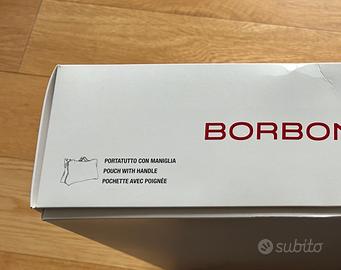 BORBON
PORTATUTTO CON MANIGLIA
POUCH WITH HANDLE
POCHETTE AVEC POIGNÉE
subito